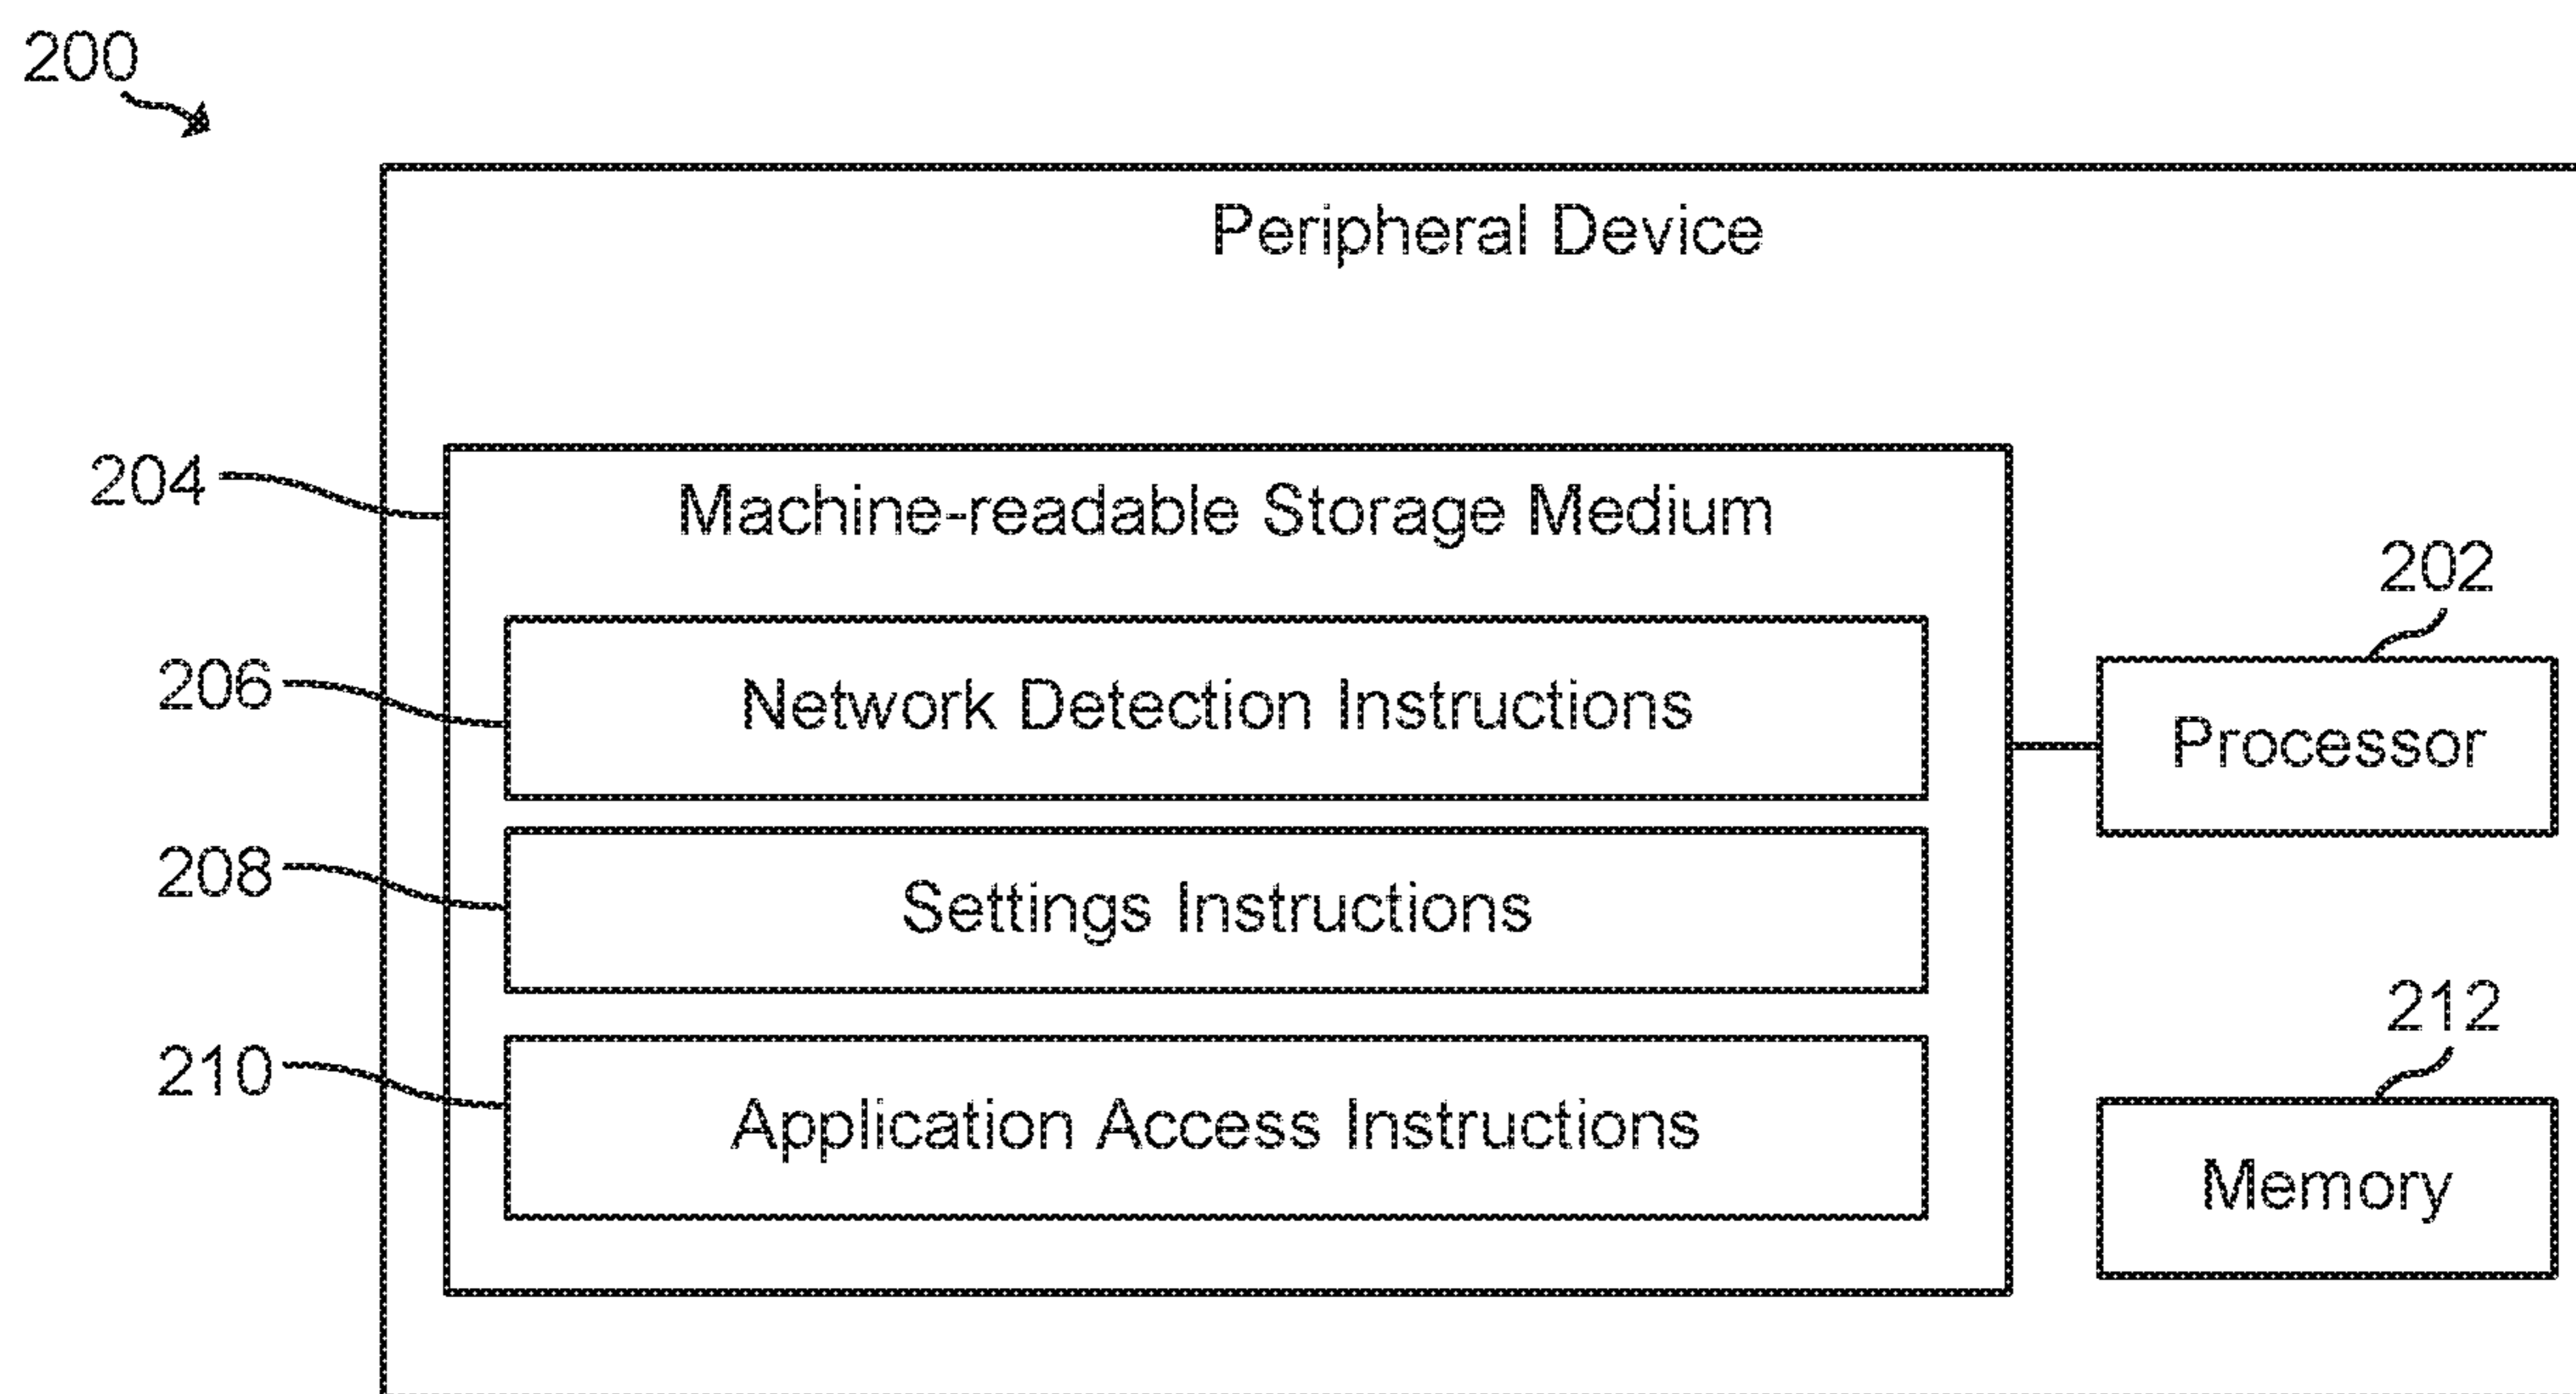 200
Peripheral Device
204
Machine-readable Storage Medium
202
206
Network Detection Instructions
Processor
208
Settings Instructions
212
210
Application Access Instructions
Memory